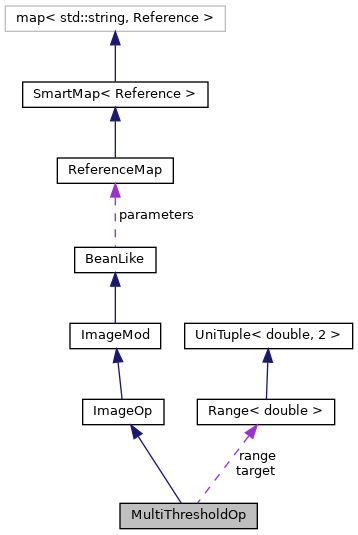 map< std::string, Reference >
SmartMap< Reference >
ReferenceMap
parameters
BeanLike
ImageMod
UniTuple< double, 2 >
ImageOp
Range< double >
range
target
MultiThresholdOp